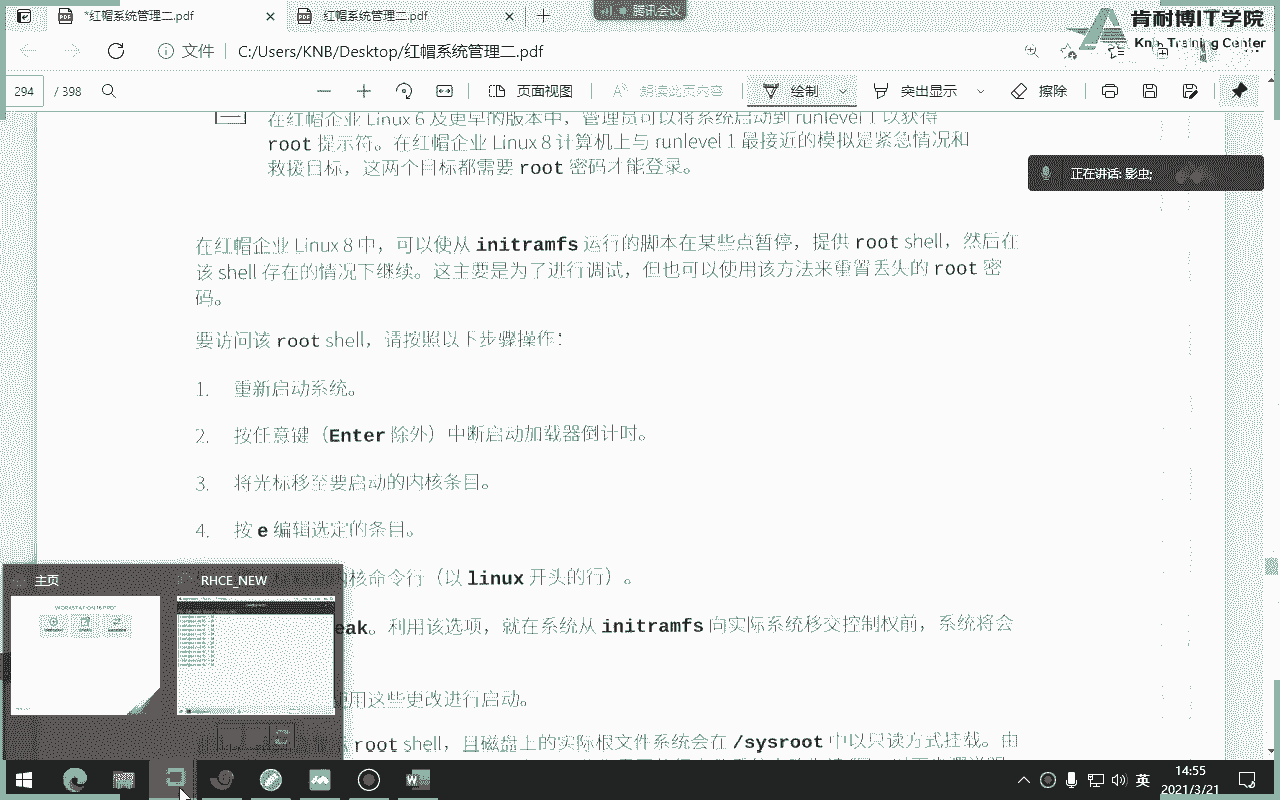 *红帽系统管理二.pdf
红帽系统管理二.pdf
腾讯会议
肯耐博IT学院
Knb Training Center
文件 C:/Users/KNB/Desktop/红帽系统管理二.pdf
294 / 398
页面视图
朗读此页内容
绘制
突出显示
擦除
正在讲话: 影虫;
在红帽企业 Linux 6 及更早的版本中，管理员可以将系统启动到 runlevel 1 以获得
root 提示符。在红帽企业 Linux 8 计算机上与 runlevel 1 最接近的模拟是紧急情况和
救援目标，这两个目标都需要 root 密码才能登录。
在红帽企业 Linux 8 中，可以使从 initramfs 运行的脚本在某些点暂停，提供 root shell，然后在
该 shell 存在的情况下继续。这主要是为了进行调试，但也可以使用该方法来重置丢失的 root 密
码。
要访问该 root shell，请按照以下步骤操作：
1. 重新启动系统。
2. 按任意键（Enter 除外）中断启动加载器倒计时。
3. 将光标移至要启动的内核条目。
4. 按 e 编辑选定的条目。
内核命令行（以 linux 开头的行）。
eak。利用该选项，就在系统从 initramfs 向实际系统移交控制权前，系统将会
使用这些更改进行启动。
root shell，且磁盘上的实际根文件系统会在 /sysroot 中以只读方式挂载。由
主页
RHCE_NEW
WORKSTATION 16 PRO
英
14:55
2021/3/21